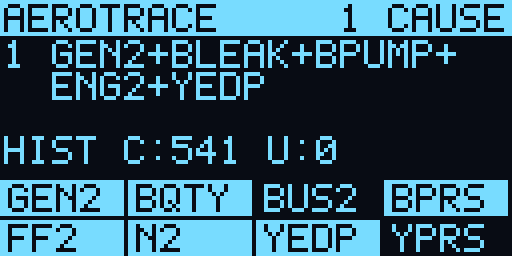 AEROTRACE 1 CAUSE
1 GEN2+BLEAK+BPUMP+
ENG2+YEDP
HIST C:541 U:0
GEN2 BQTY BUS2 BPRS
FF2 N2 YEDP YPRS